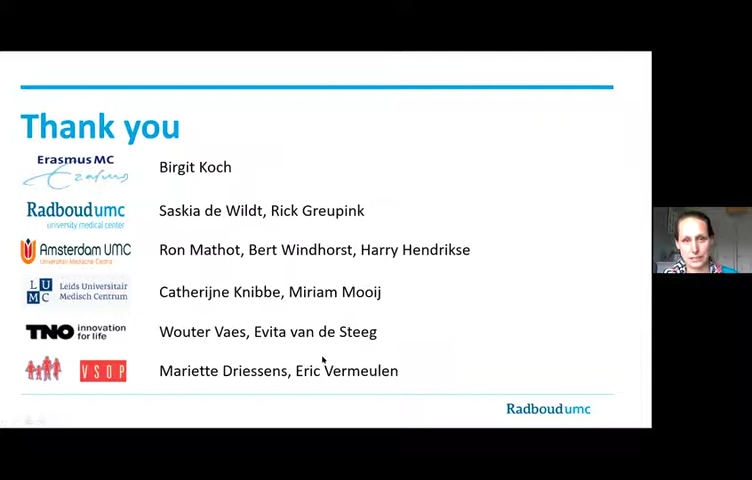 Thank you
Erasmus MC
Erasmus
Birgit Koch
Radboudumc
university medical center
Saskia de Wildt, Rick Greupink
Amsterdam UMC
Universitair Medische Centra
Ron Mathot, Bert Windhorst, Harry Hendrikse
LUMC
Leids Universitair
Medisch Centrum
Catherijne Knibbe, Miriam Mooij
TNO innovation
for life
Wouter Vaes, Evita van de Steeg
VSOP
Mariette Driessens, Eric Vermeulen
Radboudumc